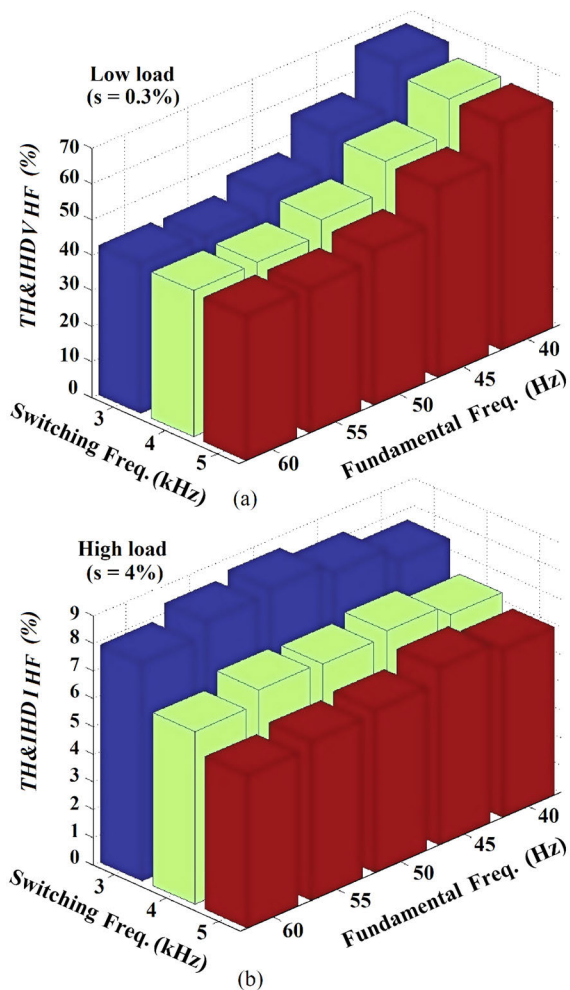 Low load
(s = 0.3%)
TH&IHDV HF (%)
70
60
50
40
30
20
10
0
3
4
5
Switching Freq. (kHz)
60
55
50
45
40
Fundamental Freq. (Hz)
(a)
High load
(s = 4%)
TH&IHD I HF (%)
9
8
7
6
5
4
3
2
1
0
3
4
5
Switching Freq. (kHz)
60
55
50
45
40
Fundamental Freq. (Hz)
(b)